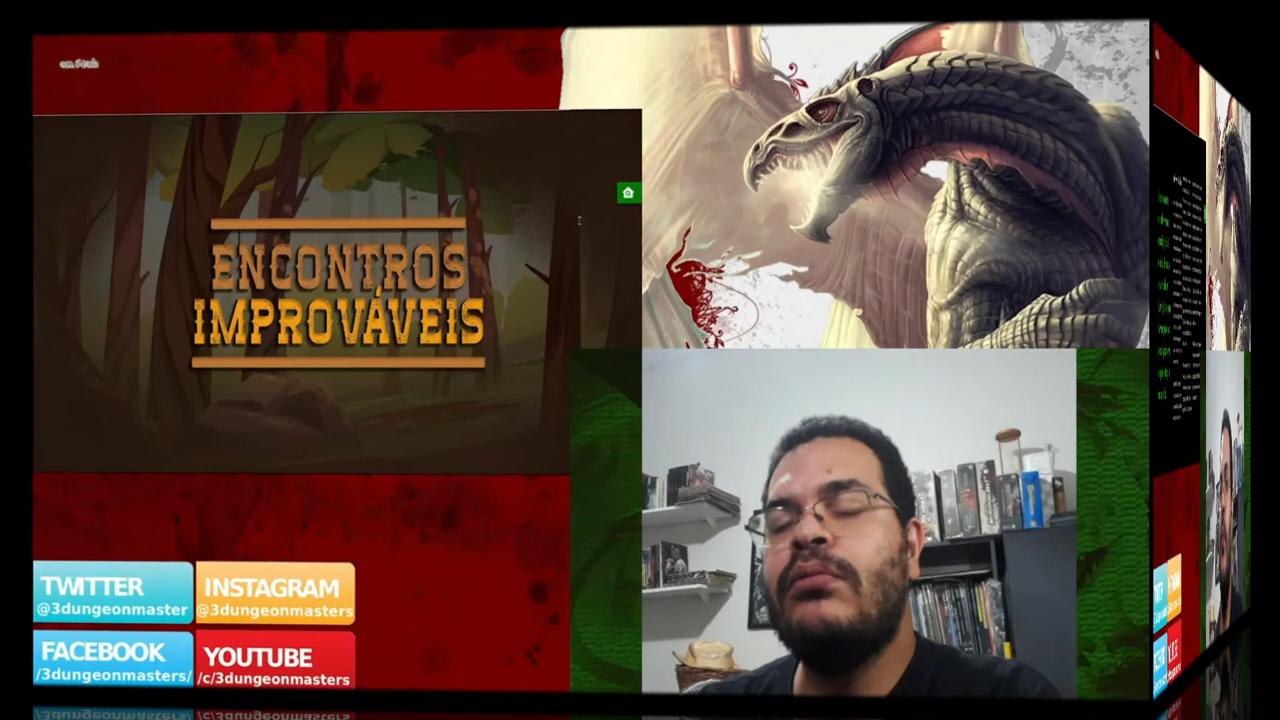 ENCONTROS
IMPROVÁVEIS
TWITTER
@3dungeonmaster
INSTAGRAM
@3dungeonmasters
FACEBOOK
/3dungeonmasters/
YOUTUBE
/c/3dungeonmasters